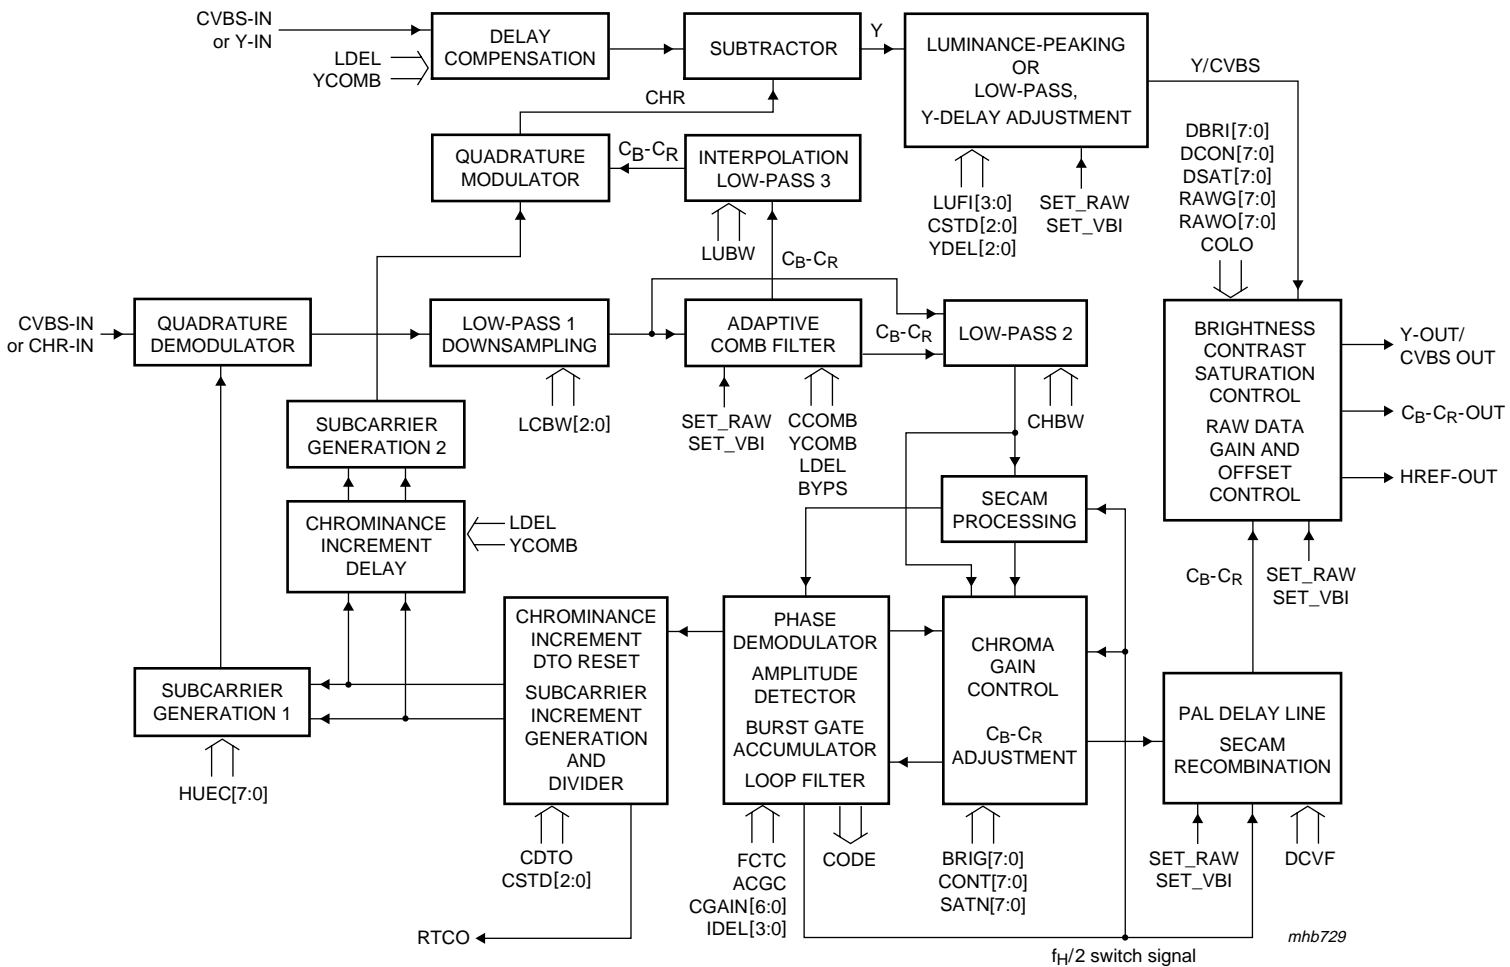 CVBS-IN
or Y-IN
LDEL
YCOMB
DELAY
COMPENSATION
SUBTRACTOR
Y
LUMINANCE-PEAKING
OR
LOW-PASS,
Y-DELAY ADJUSTMENT
Y/CVBS
CHR
QUADRATURE
MODULATOR
CB-CR
INTERPOLATION
LOW-PASS 3
LUBW
LUFI[3:0]
CSTD[2:0]
YDEL[2:0]
SET_RAW
SET_VBI
DBRI[7:0]
DCON[7:0]
DSAT[7:0]
RAWG[7:0]
RAWO[7:0]
COLO
CB-CR
CVBS-IN
or CHR-IN
QUADRATURE
DEMODULATOR
LOW-PASS 1
DOWNSAMPLING
LCBW[2:0]
ADAPTIVE
COMB FILTER
CB-CR
LOW-PASS 2
SET_RAW
SET_VBI
CCOMB
YCOMB
LDEL
BYPS
CHBW
BRIGHTNESS
CONTRAST
SATURATION
CONTROL
RAW DATA
GAIN AND
OFFSET
CONTROL
Y-OUT/
CVBS OUT
CB-CR-OUT
HREF-OUT
SUBCARRIER
GENERATION 2
CHROMINANCE
INCREMENT
DELAY
LDEL
YCOMB
SECAM
PROCESSING
CB-CR
SET_RAW
SET_VBI
SUBCARRIER
GENERATION 1
HUEC[7:0]
CHROMINANCE
INCREMENT
DTO RESET
SUBCARRIER
INCREMENT
GENERATION
AND
DIVIDER
CDTO
CSTD[2:0]
PHASE
DEMODULATOR
AMPLITUDE
DETECTOR
BURST GATE
ACCUMULATOR
LOOP FILTER
FCTC
ACGC
CGAIN[6:0]
IDEL[3:0]
CODE
CHROMA
GAIN
CONTROL
CB-CR
ADJUSTMENT
BRIG[7:0]
CONT[7:0]
SATN[7:0]
PAL DELAY LINE
SECAM
RECOMBINATION
SET_RAW
SET_VBI
DCVF
RTCO
fH/2 switch signal
mhb729